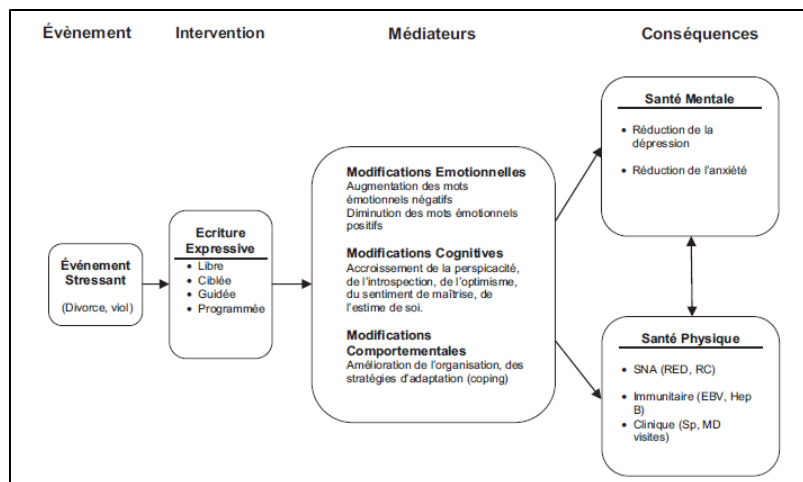 Évènement
Intervention
Médiateurs
Conséquences
Événement
Stressant
(Divorce, viol)
Ecriture
Expressive
• Libre
• Ciblée
• Guidée
• Programmée
Modifications Emotionnelles
Augmentation des mots
émotionnels négatifs
Diminution des mots émotionnels
positifs
Modifications Cognitives
Accroissement de la perspicacité,
de l'introspection, de l'optimisme,
du sentiment de maîtrise, de
l'estime de soi.
Modifications
Comportementales
Amélioration de l'organisation, des
stratégies d'adaptation (coping)
Santé Mentale
• Réduction de la
dépression
• Réduction de l'anxiété
Santé Physique
• SNA (RED, RC)
• Immunitaire (EBV, Hep
B)
• Clinique (Sp, MD
visites)